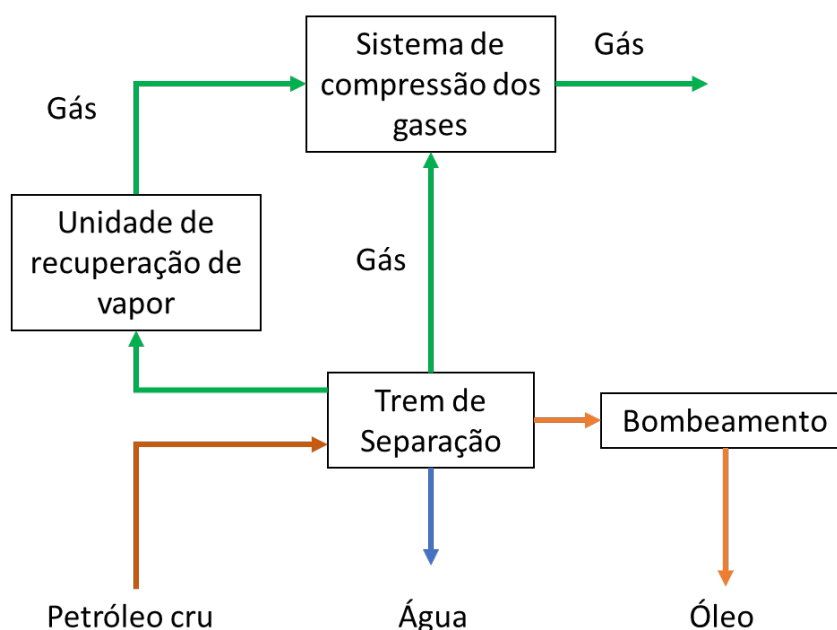 Sistema de
compressão dos
gases
Gás
Gás
Unidade de
recuperação de
vapor
Gás
Trem de
Separação
Bombeamento
Petróleo cru
Água
Óleo